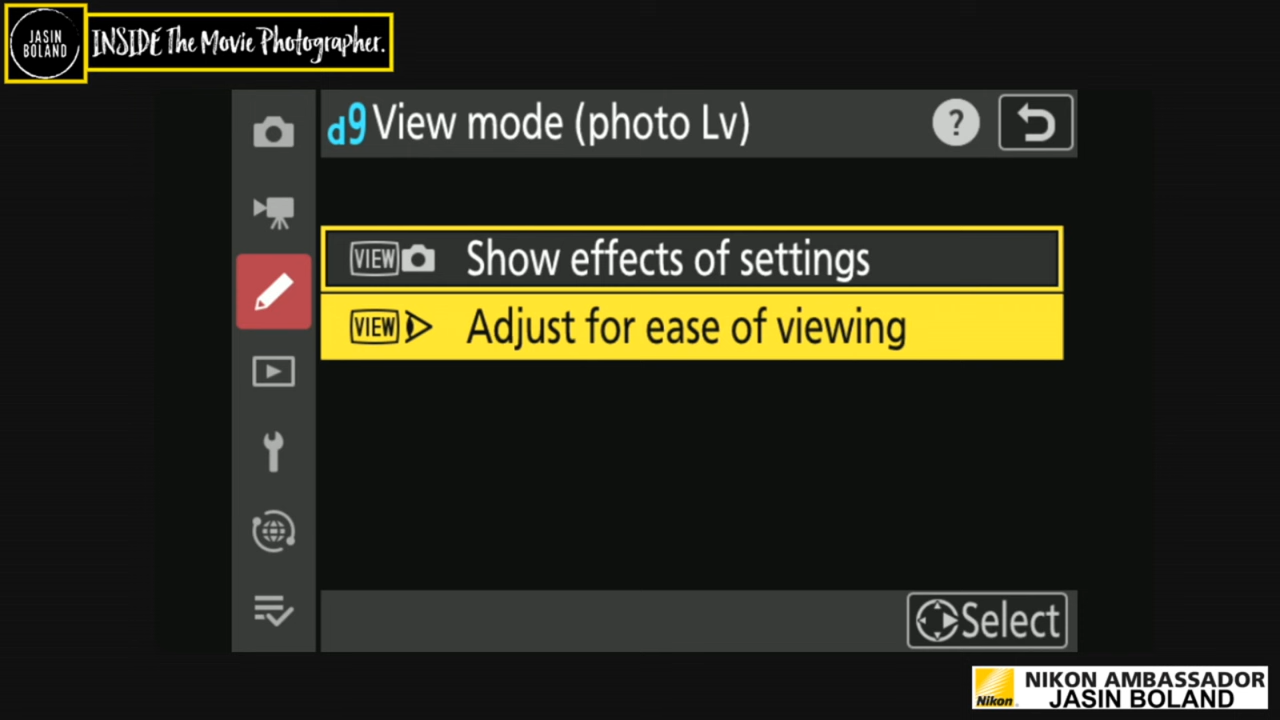 JASIN
BOLAND
INSIDE The Movie Photographer.
d9 View mode (photo Lv)
?
VIEW Show effects of settings
VIEW Adjust for ease of viewing
Select
Nikon
NIKON AMBASSADOR
JASIN BOLAND